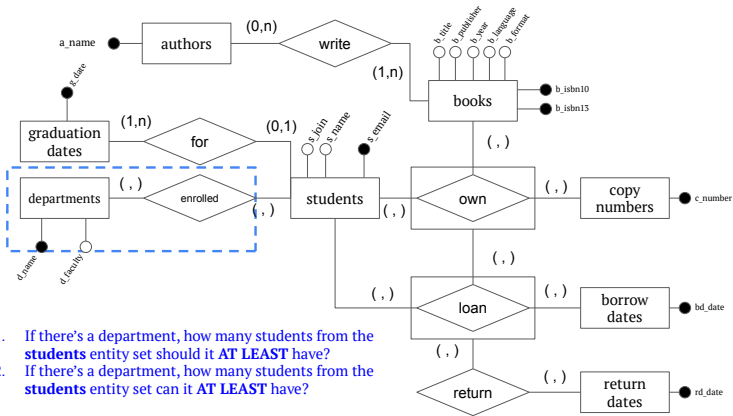 a_name
authors
(0,n)
write
(1,n)
b_title
b_publisher
b_year
b_language
b_format
books
b_isbn10
b_isbn13
g_date
graduation
dates
(1,n)
for
(0,1)
s_join
s_name
s_email
( , )
departments
( , )
enrolled
( , )
students
( , )
own
( , )
copy
numbers
c_number
d_name
d_faculty
( , )
( , )
loan
( , )
borrow
dates
bd_date
( , )
return
( , )
return
dates
rd_date
. If there's a department, how many students from the
students entity set should it AT LEAST have?
. If there's a department, how many students from the
students entity set can it AT LEAST have?